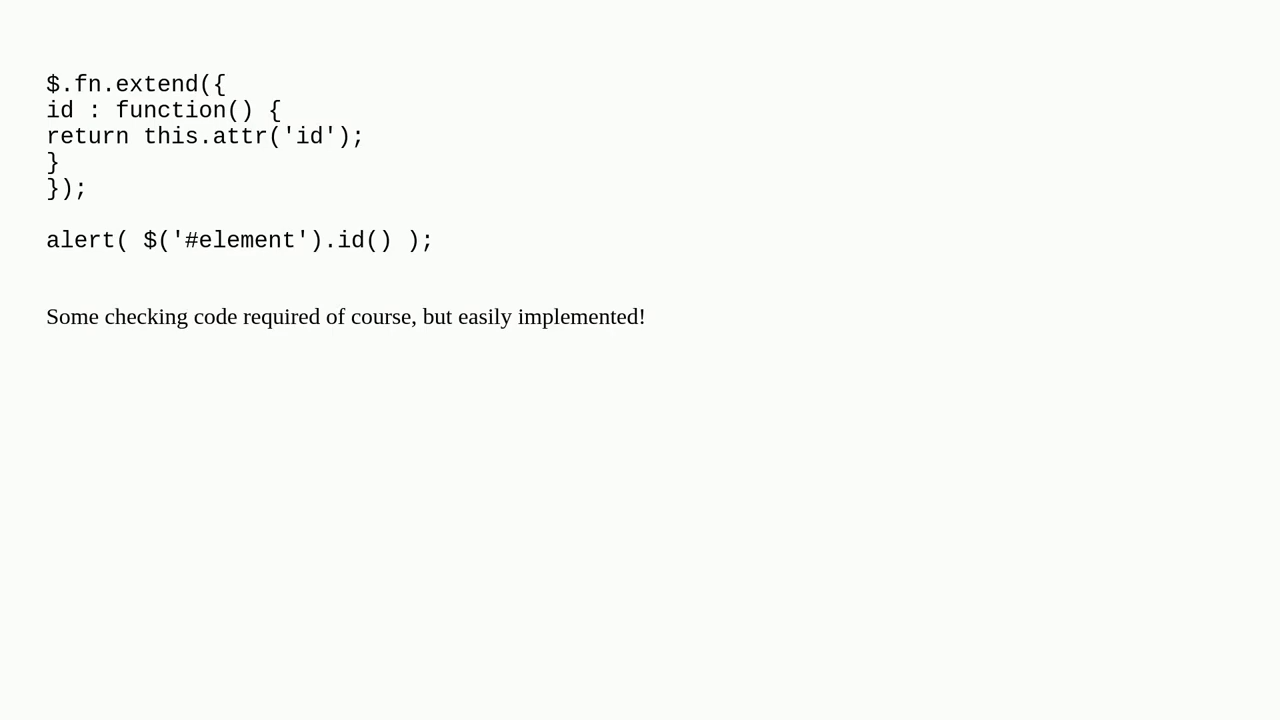 $.fn.extend({
id : function() {
return this.attr('id');
}
});
alert( $('#element').id() );
Some checking code required of course, but easily implemented!